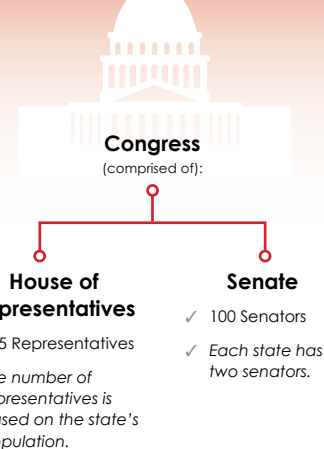 Congress
(comprised of):
House of
presentatives
5 Representatives
e number of
presentatives is
ased on the state's
pulation.
Senate
✓ 100 Senators
✓ Each state has
two senators.